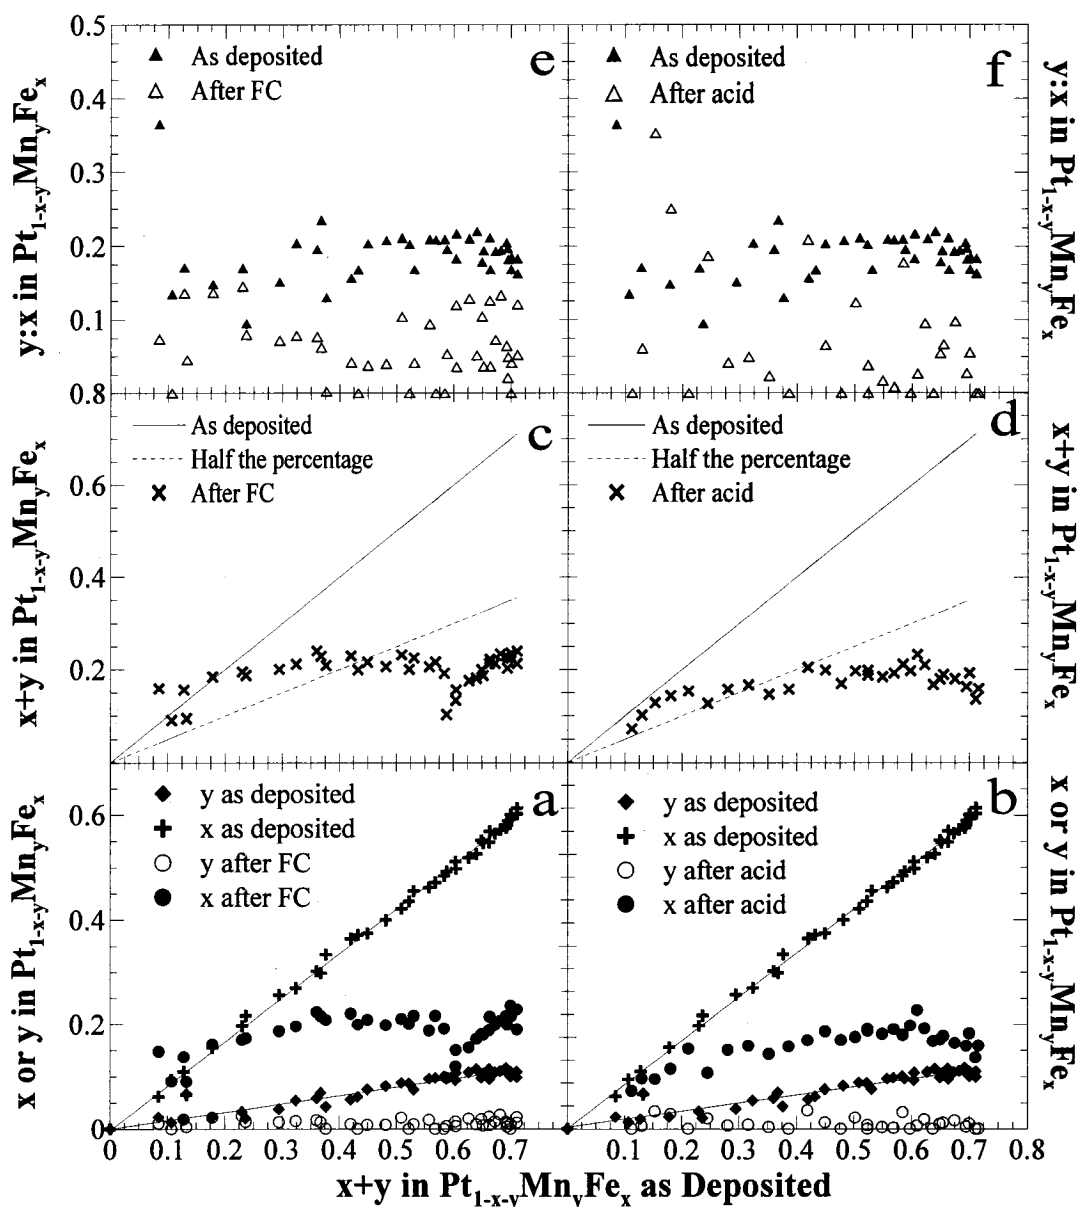 0.5
0.4
0.3
0.2
0.1
0.8
0.6
0.4
0.2
0.6
0.4
0.2
0
y:x in Pt1-x-yMnyFex
x+y in Pt1-x-yMnyFex
x or y in Pt1-x-yMnyFex
As deposited
After FC
e
As deposited
After acid
f
As deposited
Half the percentage
After FC
c
As deposited
Half the percentage
After acid
d
y as deposited
x as deposited
y after FC
x after FC
a
y as deposited
x as deposited
y after acid
x after acid
b
y:x in Pt1-x-yMnyFex
x+y in Pt1-x-yMnyFex
x or y in Pt1-x-yMnyFex
0 0.1 0.2 0.3 0.4 0.5 0.6 0.7 0 0.1 0.2 0.3 0.4 0.5 0.6 0.7 0.8
x+y in Pt1-x-yMnyFex as Deposited